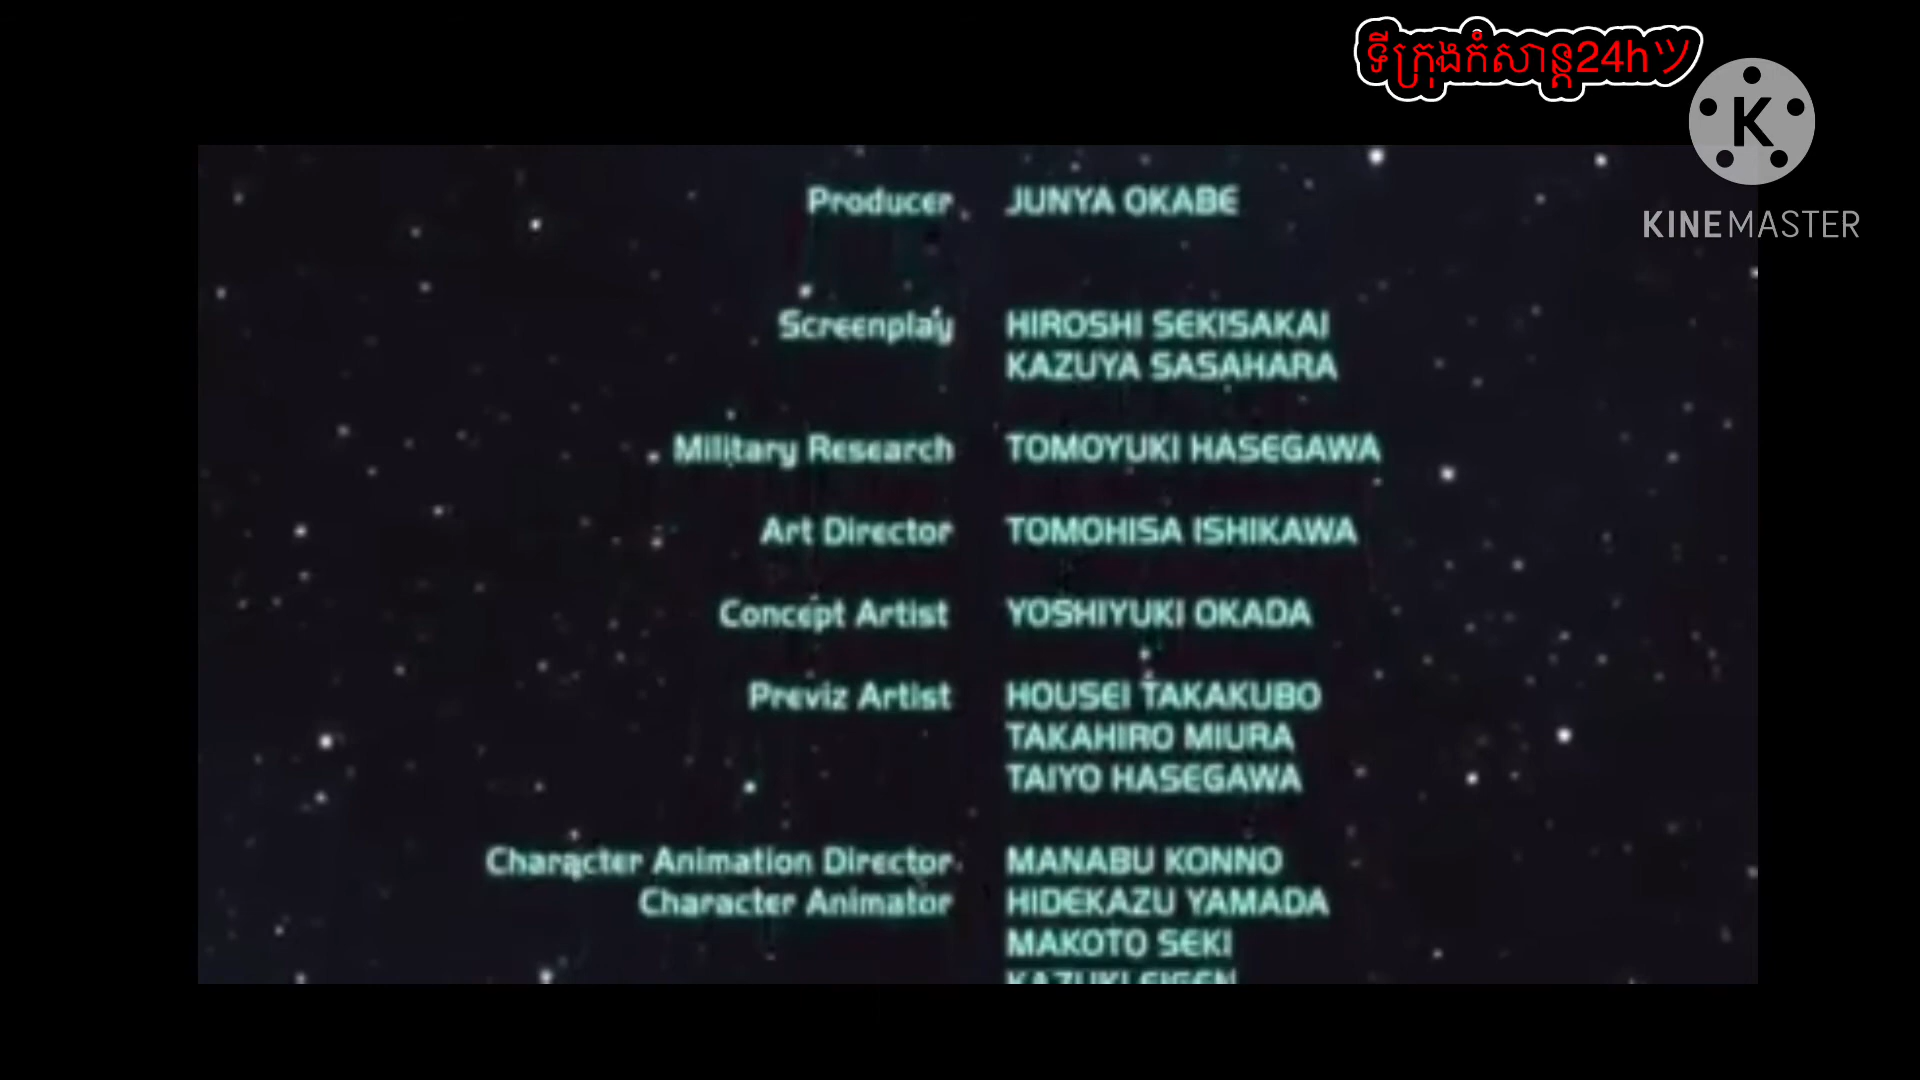 ទីក្រុងកំសាន្ត24hツ
K
KINEMASTER
Producer JUNYA OKABE
Screenplay HIROSHI SEKISAKAI
KAZUYA SASAHARA
Military Research TOMOYUKI HASEGAWA
Art Director TOMOHISA ISHIKAWA
Concept Artist YOSHIYUKI OKADA
Previz Artist HOUSEI TAKAKUBO
TAKAHIRO MIURA
TAIYO HASEGAWA
Character Animation Director MANABU KONNO
Character Animator HIDEKAZU YAMADA
MAKOTO SEKI